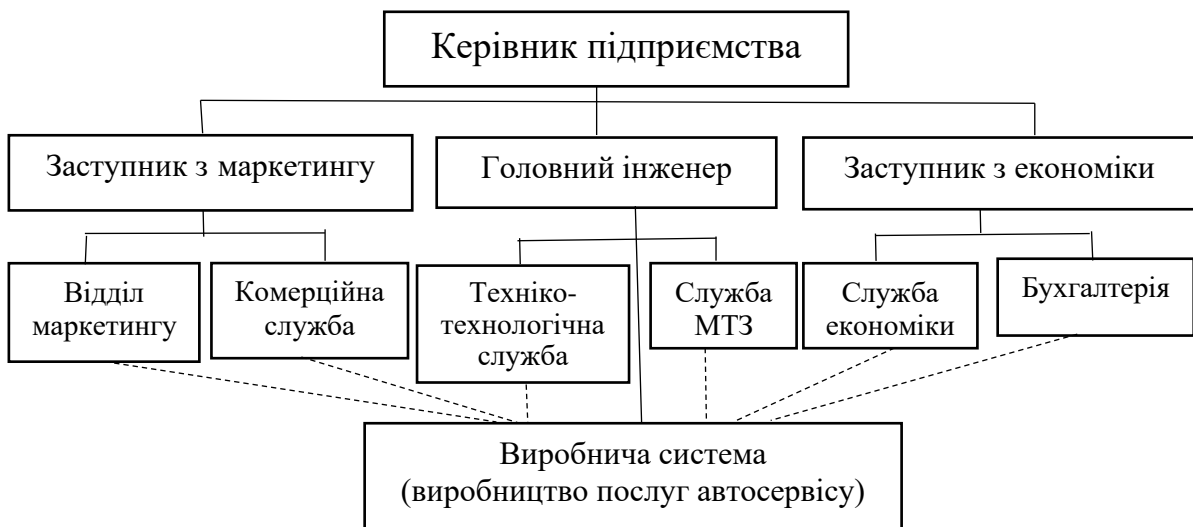 Керівник підприємства
Заступник з маркетингу
Головний інженер
Заступник з економіки
Відділ
маркетингу
Комерційна
служба
Техніко-
технологічна
служба
Служба
МТЗ
Служба
економіки
Бухгалтерія
Виробнича система
(виробництво послуг автосервісу)